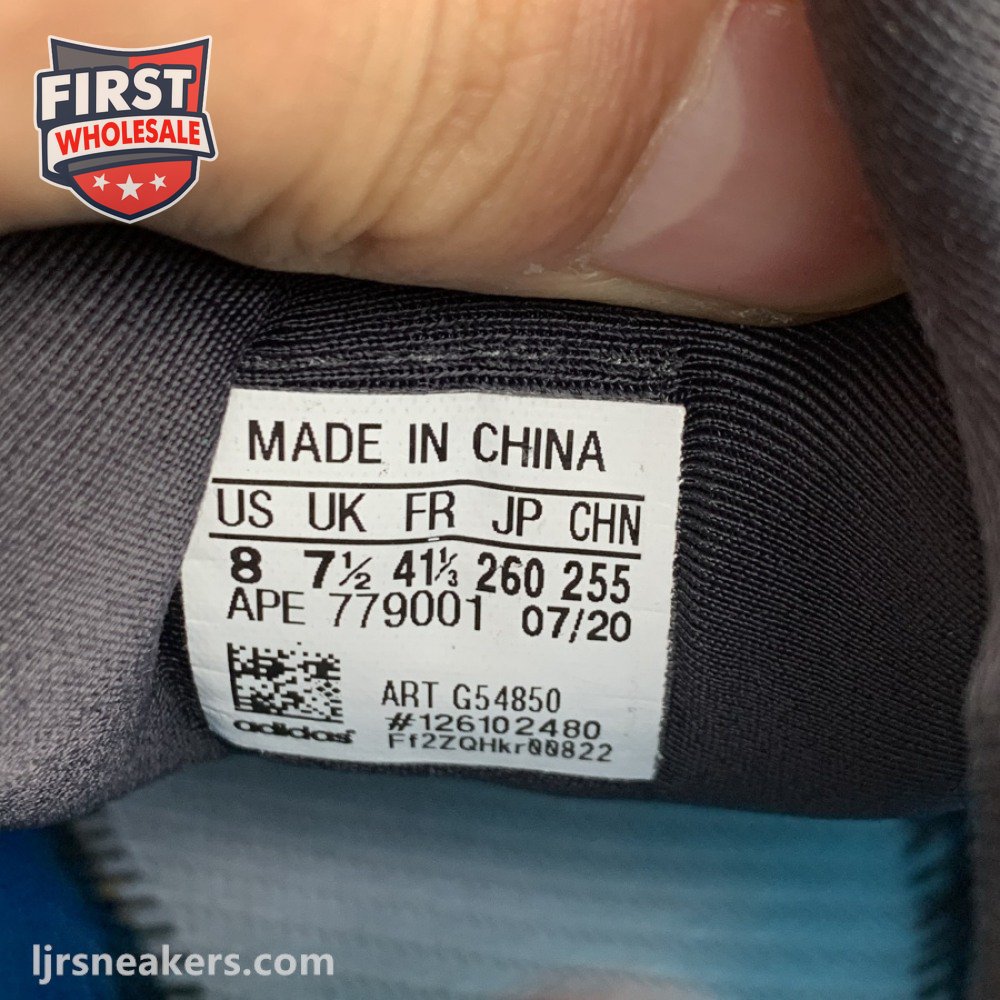 FIRST
WHOLESALE
MADE IN CHINA
US UK FR JP CHN
8 7½ 41⅓ 260 255
APE 779001 07/20
ART G54850
adidas #126102480
Ff2ZQHkr00822
ljrsneakers.com